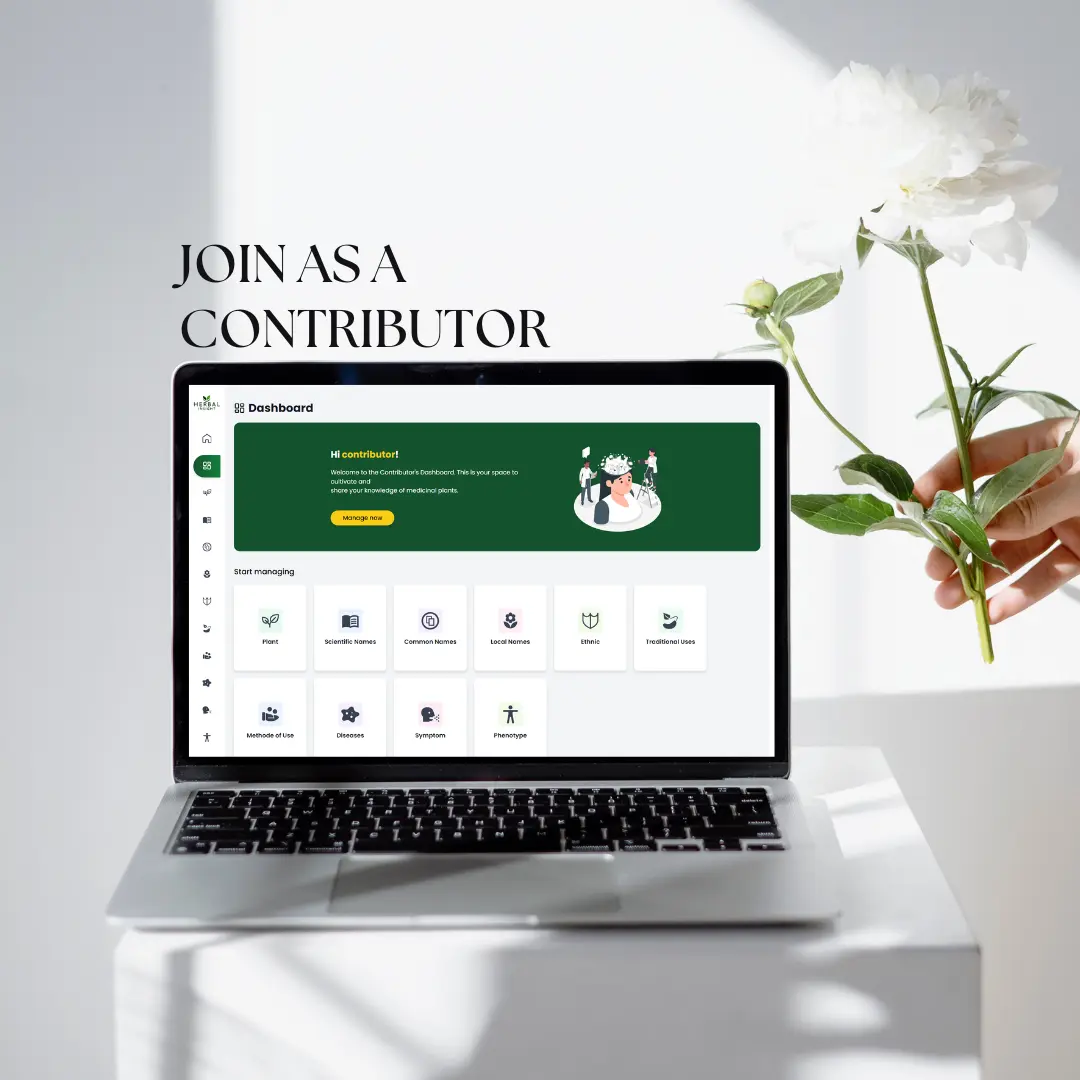 JOIN AS A
CONTRIBUTOR
HERBAL
INSIGHT
Dashboard
Hi contributor!
Welcome to the Contributor's Dashboard. This is your space to
cultivate and
share your knowledge of medicinal plants.
Manage now
Start managing
Plant
Scientific Names
Common Names
Local Names
Ethnic
Traditional Uses
Methode of Use
Diseases
Symptom
Phenotype